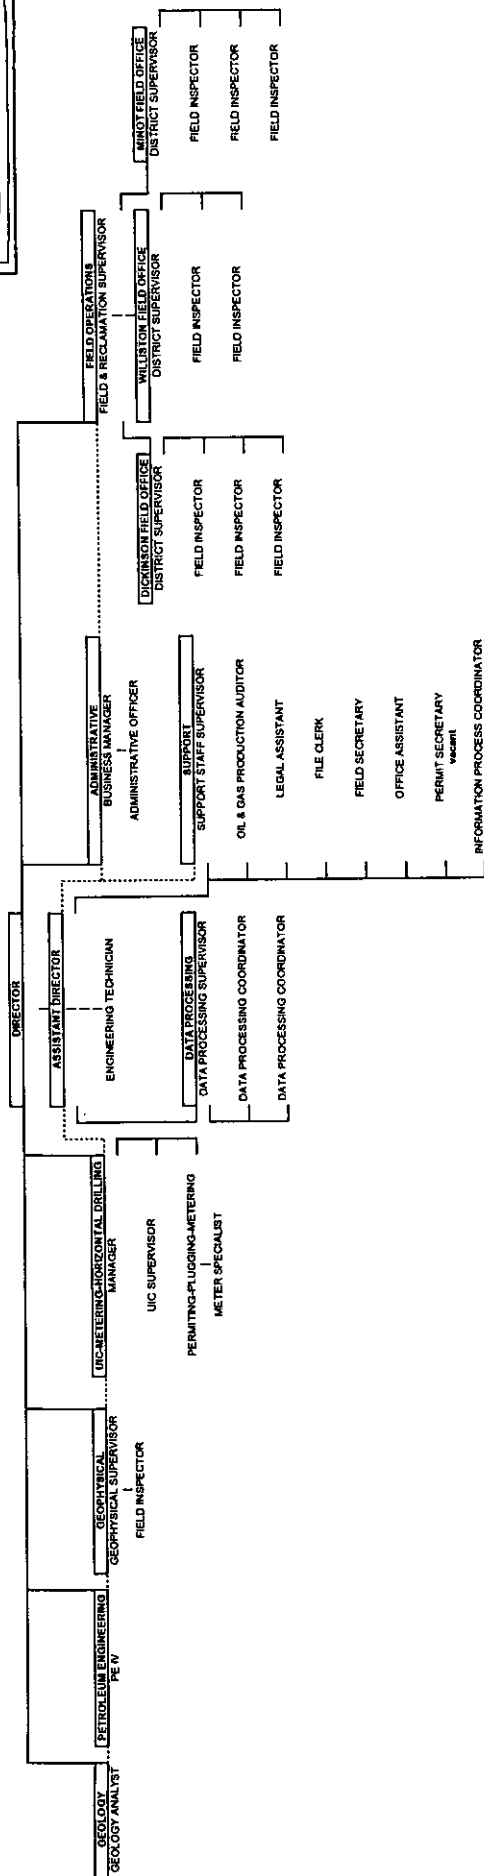 DIRECTOR
ASSISTANT DIRECTOR
ENGINEERING TECHNICIAN
GEOLOGY
GEOLOGY ANALYST
PETROLEUM ENGINEERING
PE IV
GEOPHYSICAL
GEOPHYSICAL SUPERVISOR
FIELD INSPECTOR
UIC-METERING-HORIZONTAL DRILLING
MANAGER
UIC SUPERVISOR
PERMITING-PLUGGING-METERING
METER SPECIALIST
DATA PROCESSING
DATA PROCESSING SUPERVISOR
DATA PROCESSING COORDINATOR
DATA PROCESSING COORDINATOR
ADMINISTRATIVE
BUSINESS MANAGER
ADMINISTRATIVE OFFICER
SUPPORT
SUPPORT STAFF SUPERVISOR
OIL & GAS PRODUCTION AUDITOR
LEGAL ASSISTANT
FILE CLERK
FIELD SECRETARY
OFFICE ASSISTANT
PERMIT SECRETARY
vacant
INFORMATION PROCESS COORDINATOR
FIELD OPERATIONS
FIELD & RECLAMATION SUPERVISOR
DICKINSON FIELD OFFICE
DISTRICT SUPERVISOR
FIELD INSPECTOR
FIELD INSPECTOR
FIELD INSPECTOR
WILLISTON FIELD OFFICE
DISTRICT SUPERVISOR
FIELD INSPECTOR
FIELD INSPECTOR
MINOT FIELD OFFICE
DISTRICT SUPERVISOR
FIELD INSPECTOR
FIELD INSPECTOR
FIELD INSPECTOR